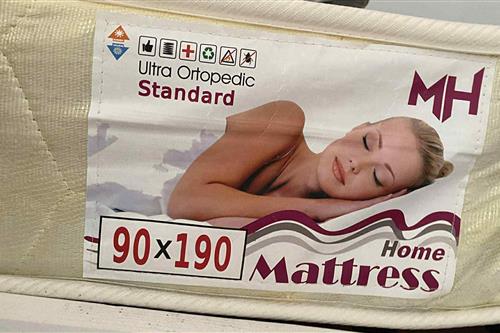 MH
Ultra Ortopedic
Standard
90x190
Home
Mattress